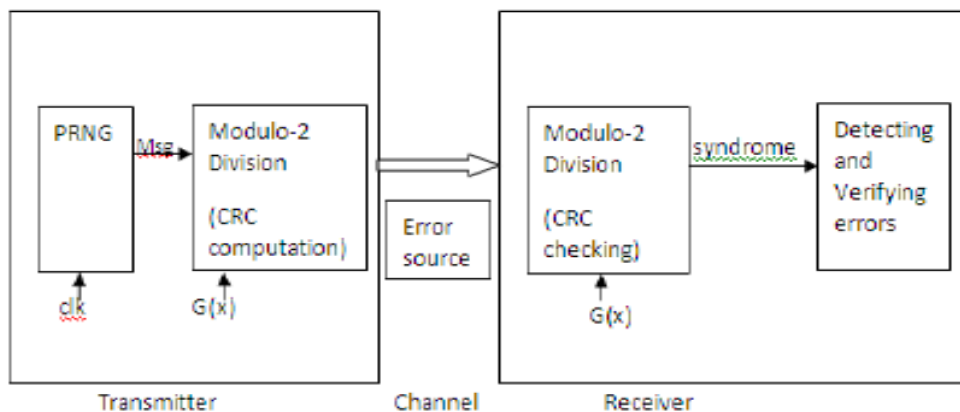 PRNG
Msg
clk
Modulo-2
Division
(CRC
computation)
G(x)
Error
source
Modulo-2
Division
(CRC
checking)
G(x)
syndrome
Detecting
and
Verifying
errors
Transmitter
Channel
Receiver